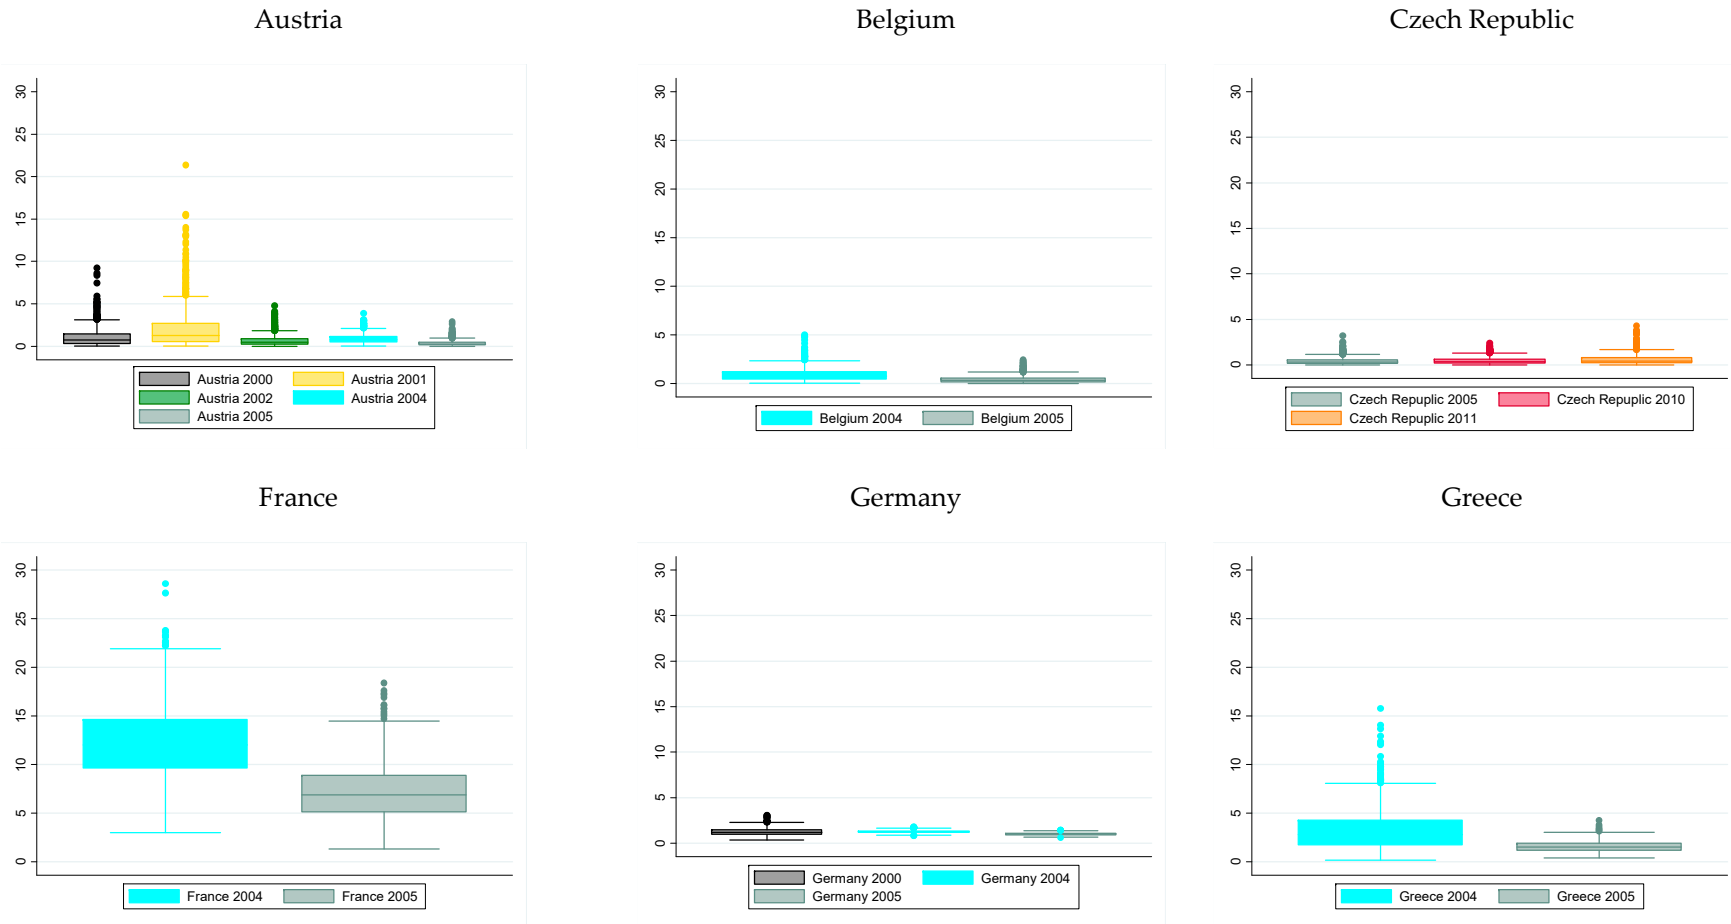 Austria
Belgium
Czech Republic
30
25
20
15
10
5
0
Austria 2000 Austria 2001
Austria 2002 Austria 2004
Austria 2005
30
25
20
15
10
5
0
Belgium 2004 Belgium 2005
30
25
20
15
10
5
0
Czech Repuplic 2005 Czech Repuplic 2010
Czech Repuplic 2011
France
Germany
Greece
30
25
20
15
10
5
0
France 2004 France 2005
30
25
20
15
10
5
0
Germany 2000 Germany 2004
Germany 2005
30
25
20
15
10
5
0
Greece 2004 Greece 2005